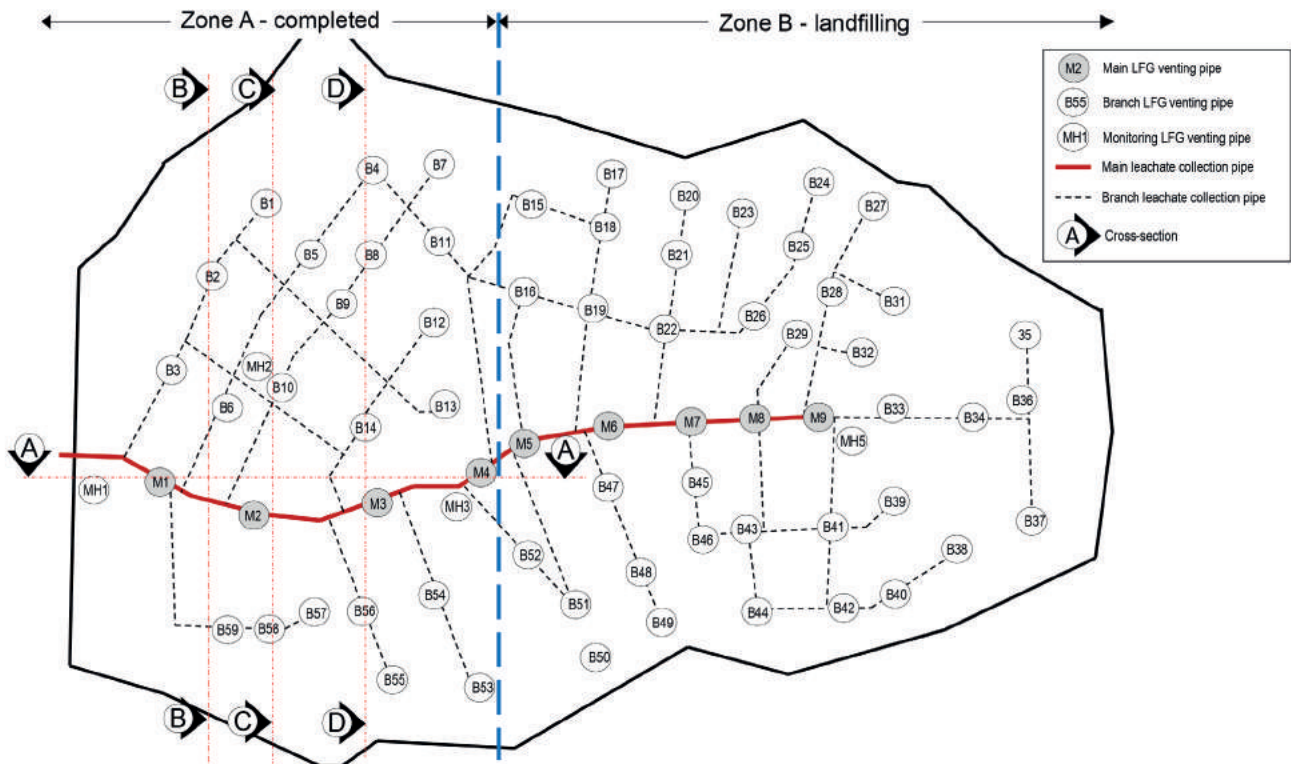 Zone A - completed
Zone B - landfilling
B
C
D
M2 Main LFG venting pipe
B55 Branch LFG venting pipe
MH1 Monitoring LFG venting pipe
Main leachate collection pipe
Branch leachate collection pipe
A Cross-section
B4
B7
B17
B24
B1
B15
B20
B23
B27
B18
B11
B5
B8
B21
B25
B2
B9
B16
B19
B28
B31
B12
B22
B26
B29
35
B3
MH2
B10
B32
B6
B13
B36
B14
M6
M7
M8
M9
B33
B34
A
M5
A
MH5
M1
M4
MH1
B45
B47
M2
M3
MH3
B39
B46
B43
B41
B37
B52
B48
B38
B54
B51
B40
B59
B58
B57
B56
B49
B44
B42
B50
B55
B53
B
C
D